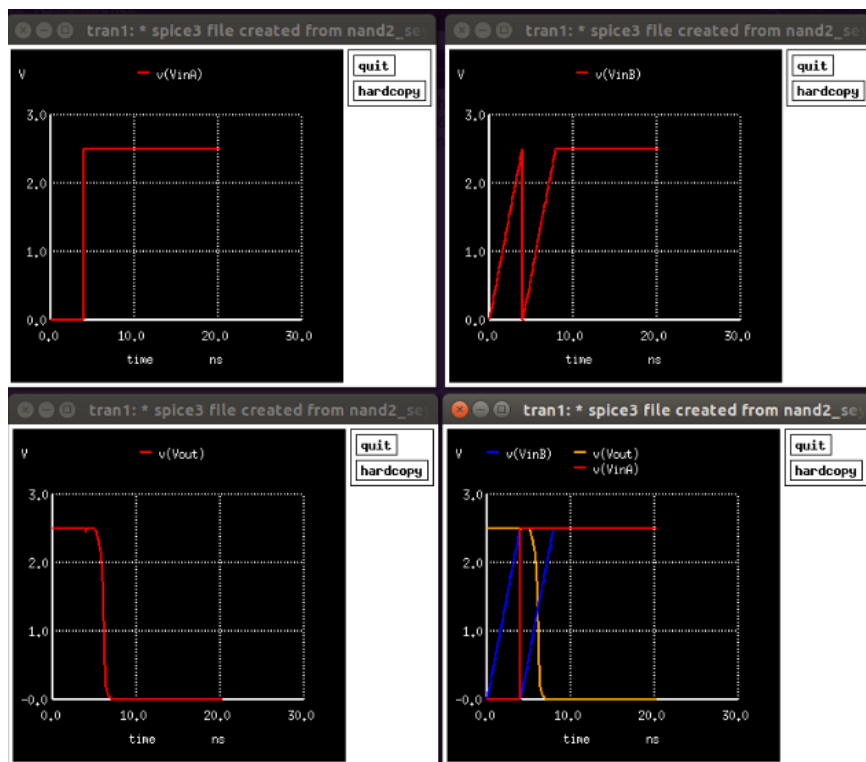 tran1: * spice3 file created from nand2_se
quit
hardcopy
V
v(VinA)
3.0
2.0
1.0
0.0
0.0 10.0 20.0 30.0
time ns
tran1: * spice3 file created from nand2_se
quit
hardcopy
V
v(VinB)
3.0
2.0
1.0
0.0
0.0 10.0 20.0 30.0
time ns
tran1: * spice3 file created from nand2_se
quit
hardcopy
V
v(Vout)
3.0
2.0
1.0
-0.0
0.0 10.0 20.0 30.0
time ns
tran1: * spice3 file created from nand2_se
quit
hardcopy
V
v(VinB) v(Vout)
v(VinA)
3.0
2.0
1.0
-0.0
0.0 10.0 20.0 30.0
time ns